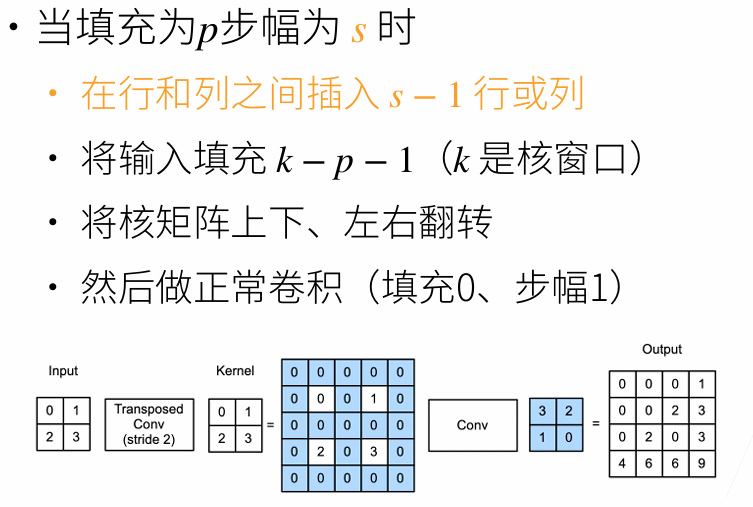 • 当填充为p步幅为 s 时
• 在行和列之间插入 s − 1 行或列
• 将输入填充 k − p − 1（k 是核窗口）
• 将核矩阵上下、左右翻转
• 然后做正常卷积（填充0、步幅1）
Input
0 1
2 3
Transposed
Conv
(stride 2)
Kernel
0 1
2 3
=
0 0 0 0 0
0 0 0 1 0
0 0 0 0 0
0 2 0 3 0
0 0 0 0 0
Conv
3 2
1 0
=
Output
0 0 0 1
0 0 2 3
0 2 0 3
4 6 6 9